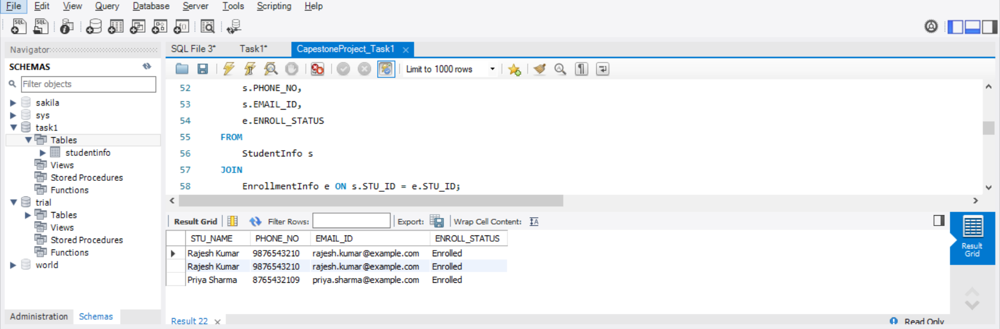 File Edit View Query Database Server Tools Scripting Help
Navigator
SCHEMAS
Filter objects
sakila
sys
task1
Tables
studentinfo
Views
Stored Procedures
Functions
trial
Tables
Views
Stored Procedures
Functions
world
Administration Schemas
SQL File 3* Task1* CapestoneProject_Task1
Limit to 1000 rows
52 s.PHONE_NO,
53 s.EMAIL_ID,
54 e.ENROLL_STATUS
55 FROM
56 StudentInfo s
57 JOIN
58 EnrollmentInfo e ON s.STU_ID = e.STU_ID;
Result Grid Filter Rows: Export: Wrap Cell Content:
STU_NAME PHONE_NO EMAIL_ID ENROLL_STATUS
Rajesh Kumar 9876543210 rajesh.kumar@example.com Enrolled
Rajesh Kumar 9876543210 rajesh.kumar@example.com Enrolled
Priya Sharma 8765432109 priya.sharma@example.com Enrolled
Result
Grid
Result 22 Read Only